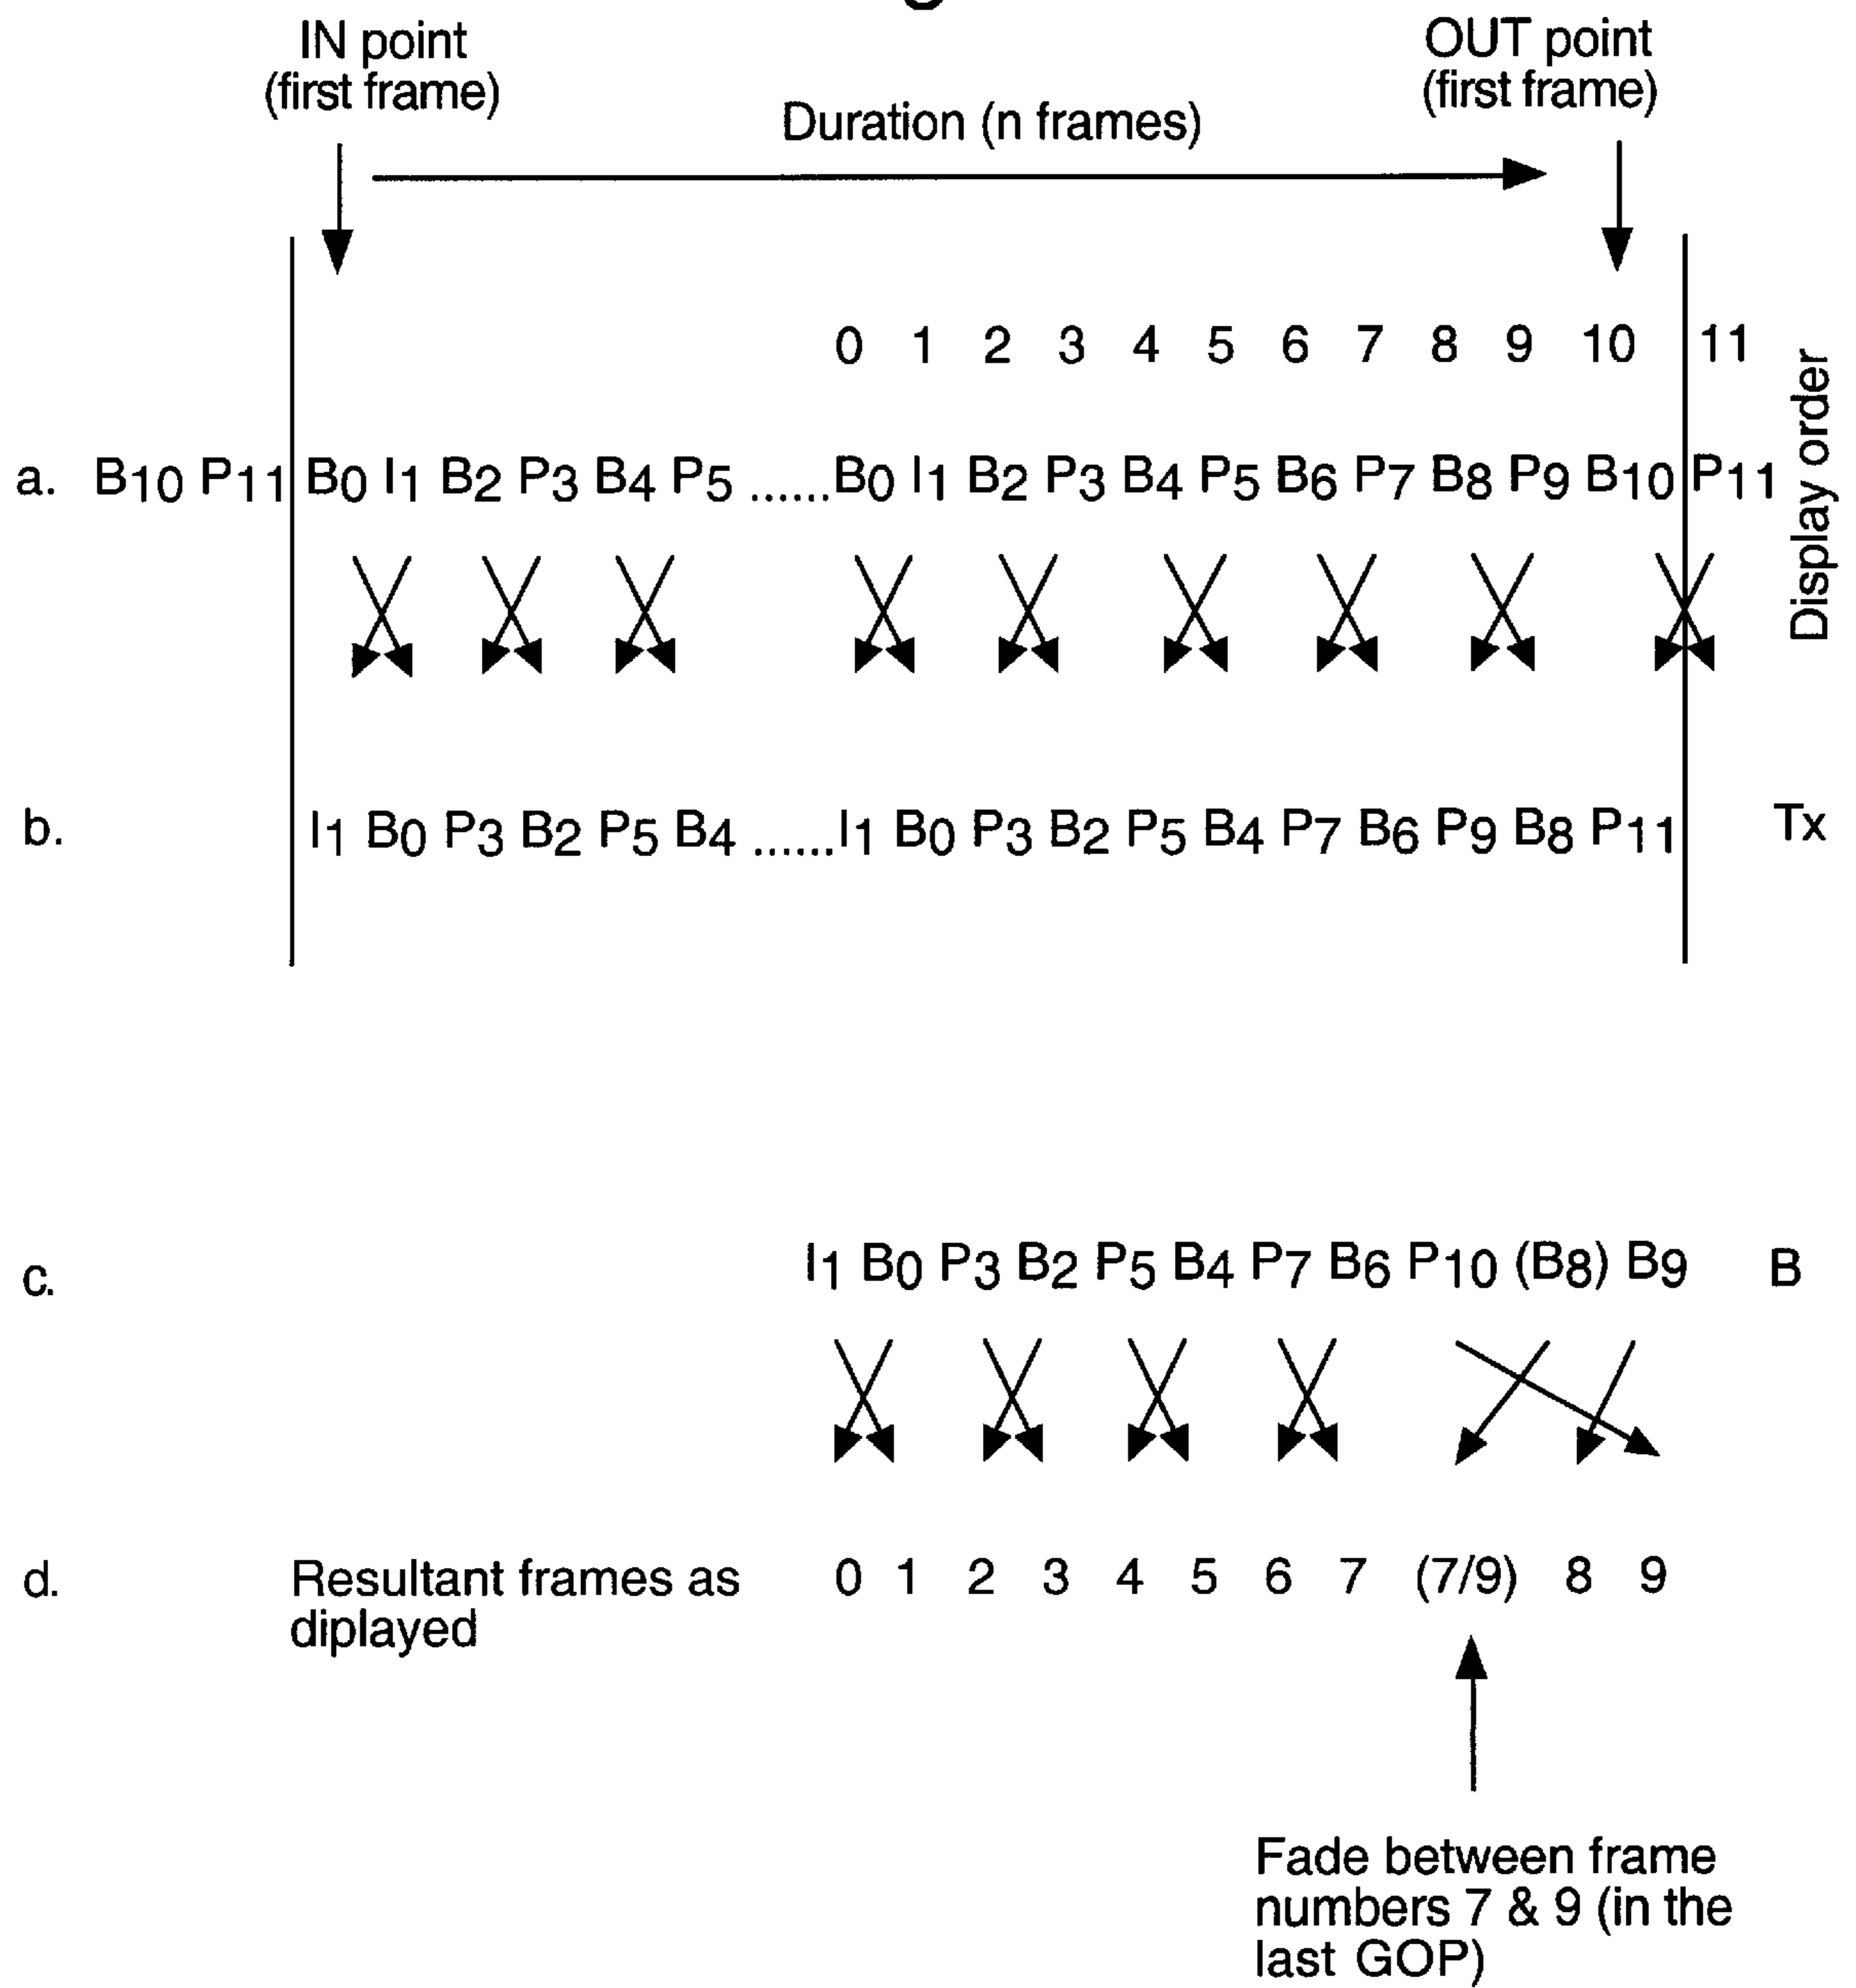 IN point
(first frame)
OUT point
(first frame)
Duration (n frames)
0 1 2 3 4 5 6 7 8 9 10 11
a. B10 P11 B0 I1 B2 P3 B4 P5 ...... B0 I1 B2 P3 B4 P5 B6 P7 B8 P9 B10 P11
Display order
b. I1 B0 P3 B2 P5 B4 ...... I1 B0 P3 B2 P5 B4 P7 B6 P9 B8 P11 Tx
c. I1 B0 P3 B2 P5 B4 P7 B6 P10 (B8) B9 B
d. Resultant frames as 0 1 2 3 4 5 6 7 (7/9) 8 9
diplayed
Fade between frame
numbers 7 & 9 (in the
last GOP)